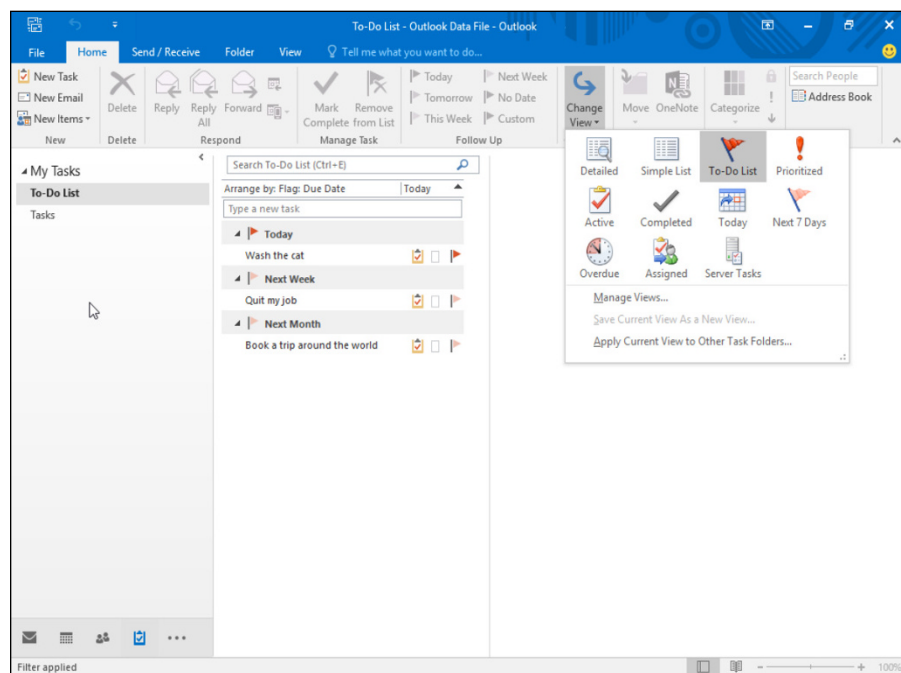 To-Do List - Outlook Data File - Outlook
File Home Send / Receive Folder View Tell me what you want to do...
New Task
New Email
New Items
Delete
Reply
Reply All
Forward
Mark Complete
Remove from List
Today
Tomorrow
This Week
Next Week
No Date
Custom
Change View
Move
OneNote
Categorize
Search People
Address Book
New Delete Respond Manage Task Follow Up
My Tasks
To-Do List
Tasks
Search To-Do List (Ctrl+E)
Arrange by: Flag: Due Date Today
Type a new task
Today
Wash the cat
Next Week
Quit my job
Next Month
Book a trip around the world
Detailed Simple List To-Do List Prioritized
Active Completed Today Next 7 Days
Overdue Assigned Server Tasks
Manage Views...
Save Current View As a New View...
Apply Current View to Other Task Folders...
Filter applied
100%